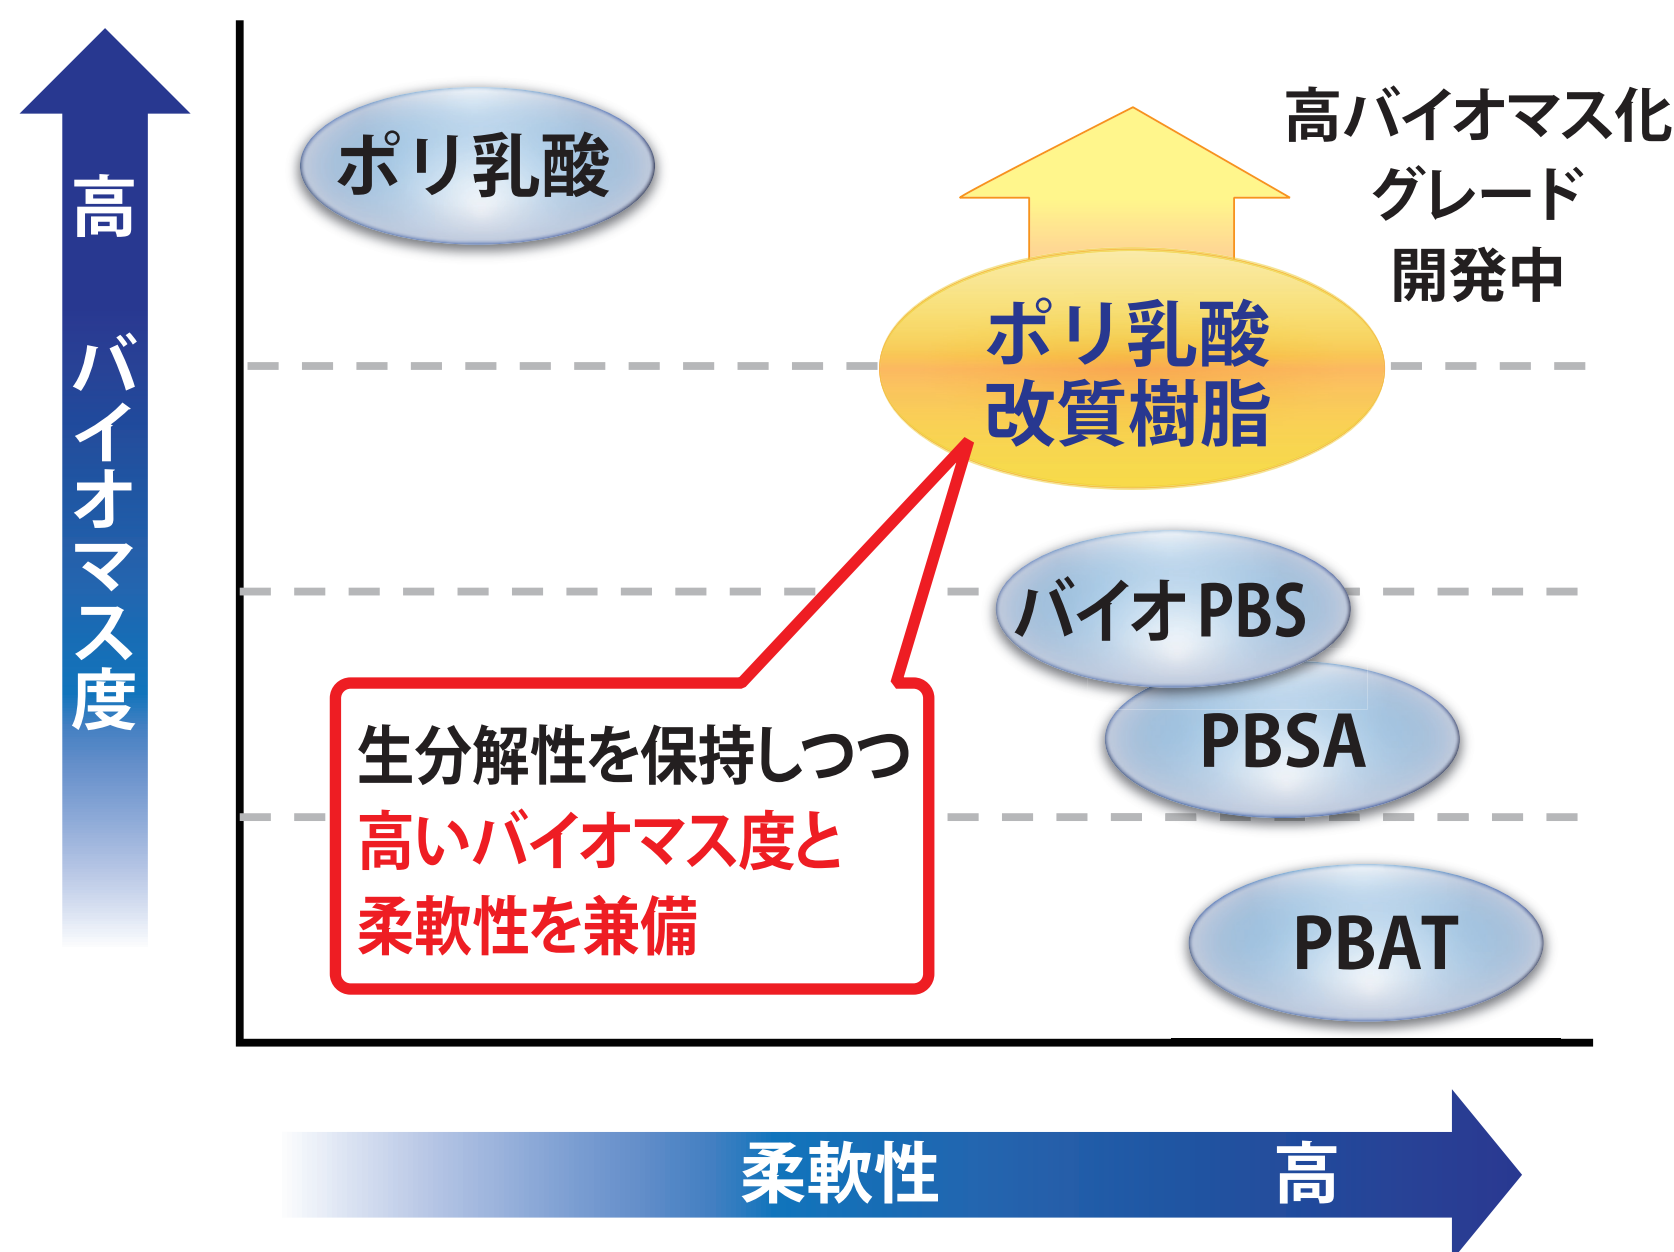 高 バイオマス度
ポリ乳酸
高バイオマス化
グレード
開発中
ポリ乳酸
改質樹脂
バイオPBS
PBSA
PBAT
生分解性を保持しつつ
高いバイオマス度と
柔軟性を兼備
柔軟性 高